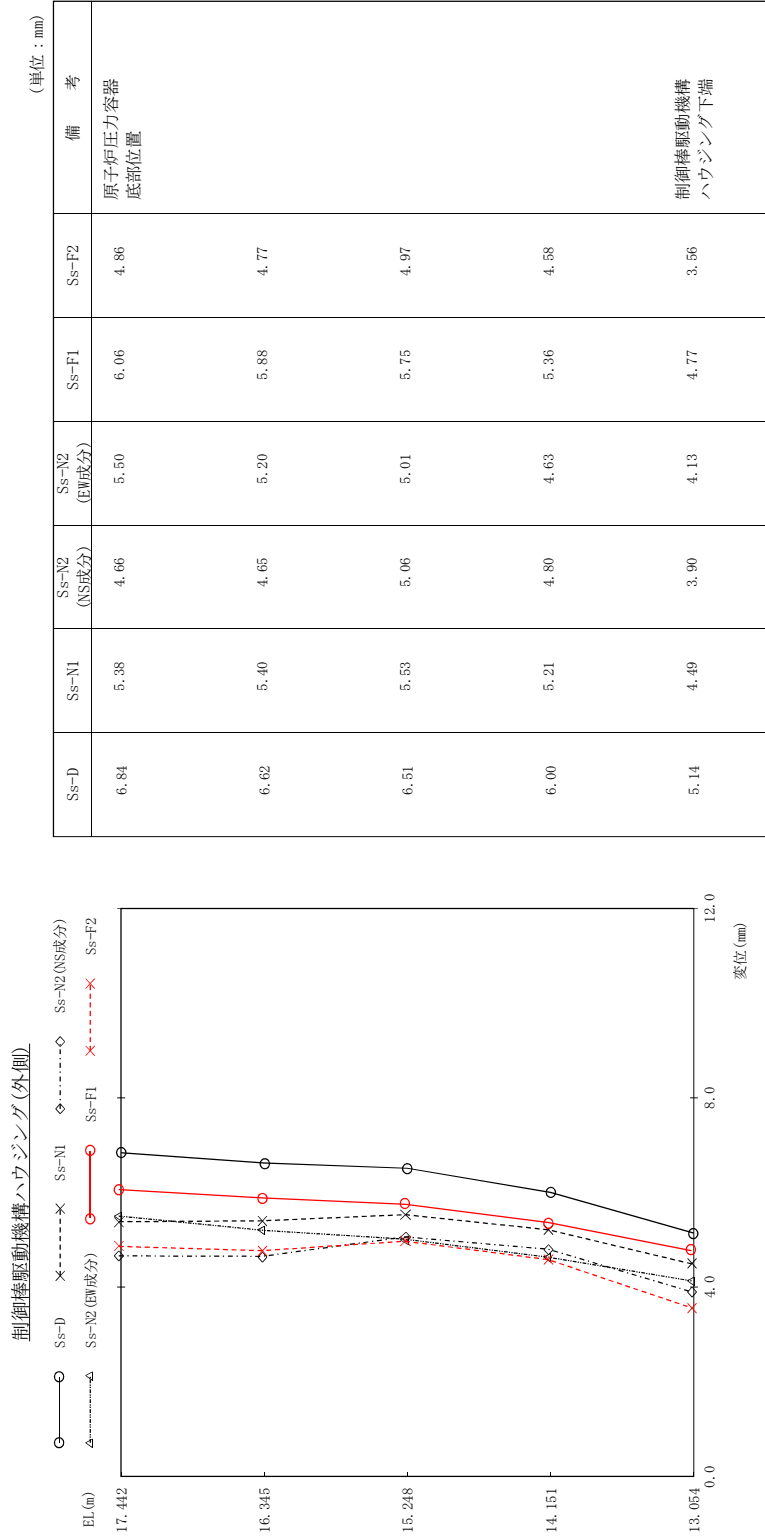 制御棒駆動機構ハウジング(外側)
Ss-D Ss-N1 Ss-N2(NS成分)
Ss-N2(EW成分) Ss-F1 Ss-F2
EL(m)
17.442
16.345
15.248
14.151
13.054
0.0 4.0 8.0 12.0
変位(mm)
(単位：mm)
Ss-D Ss-N1 Ss-N2 (NS成分) Ss-N2 (EW成分) Ss-F1 Ss-F2 備 考
6.84 5.38 4.66 5.50 6.06 4.86 原子炉圧力容器
底部位置
6.62 5.40 4.65 5.20 5.88 4.77
6.51 5.53 5.06 5.01 5.75 4.97
6.00 5.21 4.80 4.63 5.36 4.58
5.14 4.49 3.90 4.13 4.77 3.56 制御棒駆動機構
ハウジング下端